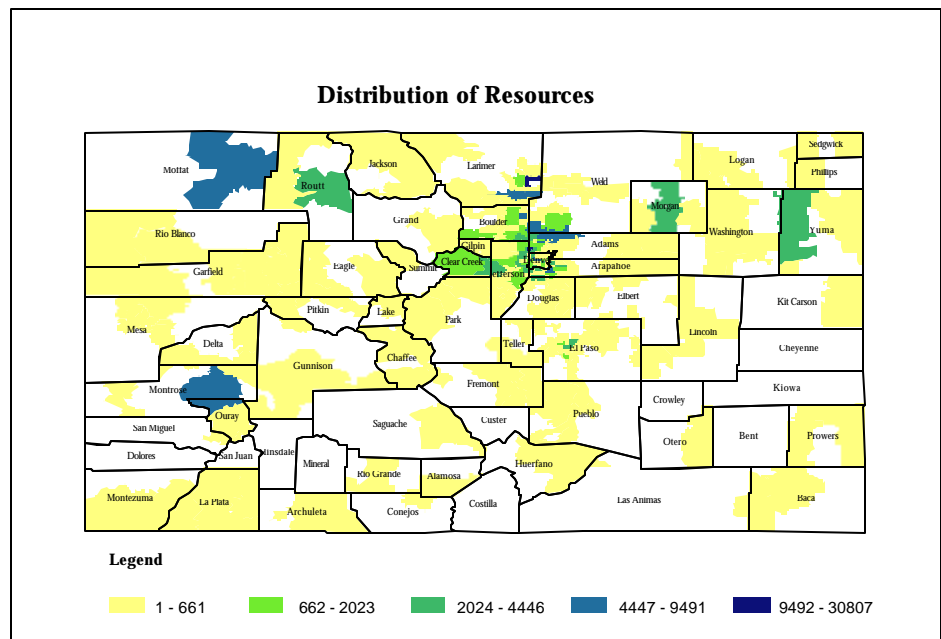 Distribution of Resources
Sedgwick
Logan
Jackson
Larimer
Moffat
Phillips
Weld
Routt
Morgan
Grand
Boulder
Yuma
Rio Blanco
Washington
Gilpin
Adams
Clear Creek
Eagle
Summit
Arapahoe
Garfield
Jefferson
Douglas
Elbert
Kit Carson
Pitkin
Lake
Park
Mesa
Lincoln
Delta
Teller
El Paso
Cheyenne
Chaffee
Gunnison
Fremont
Montrose
Kiowa
Crowley
Ouray
Pueblo
Custer
Saguache
San Miguel
Bent
Prowers
Otero
Dolores
San Juan
Hinsdale
Mineral
Huerfano
Rio Grande
Alamosa
Montezuma
La Plata
Baca
Las Animas
Costilla
Archuleta
Conejos
Legend
1 - 661
662 - 2023
2024 - 4446
4447 - 9491
9492 - 30807